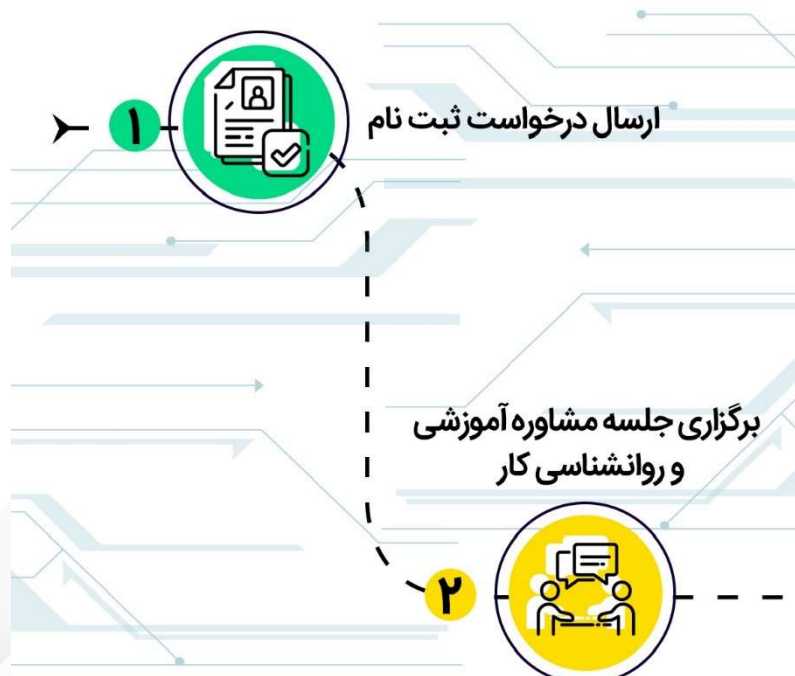 ۱
ارسال درخواست ثبت نام
برگزاری جلسه مشاوره آموزشی
و روانشناسی کار
۲